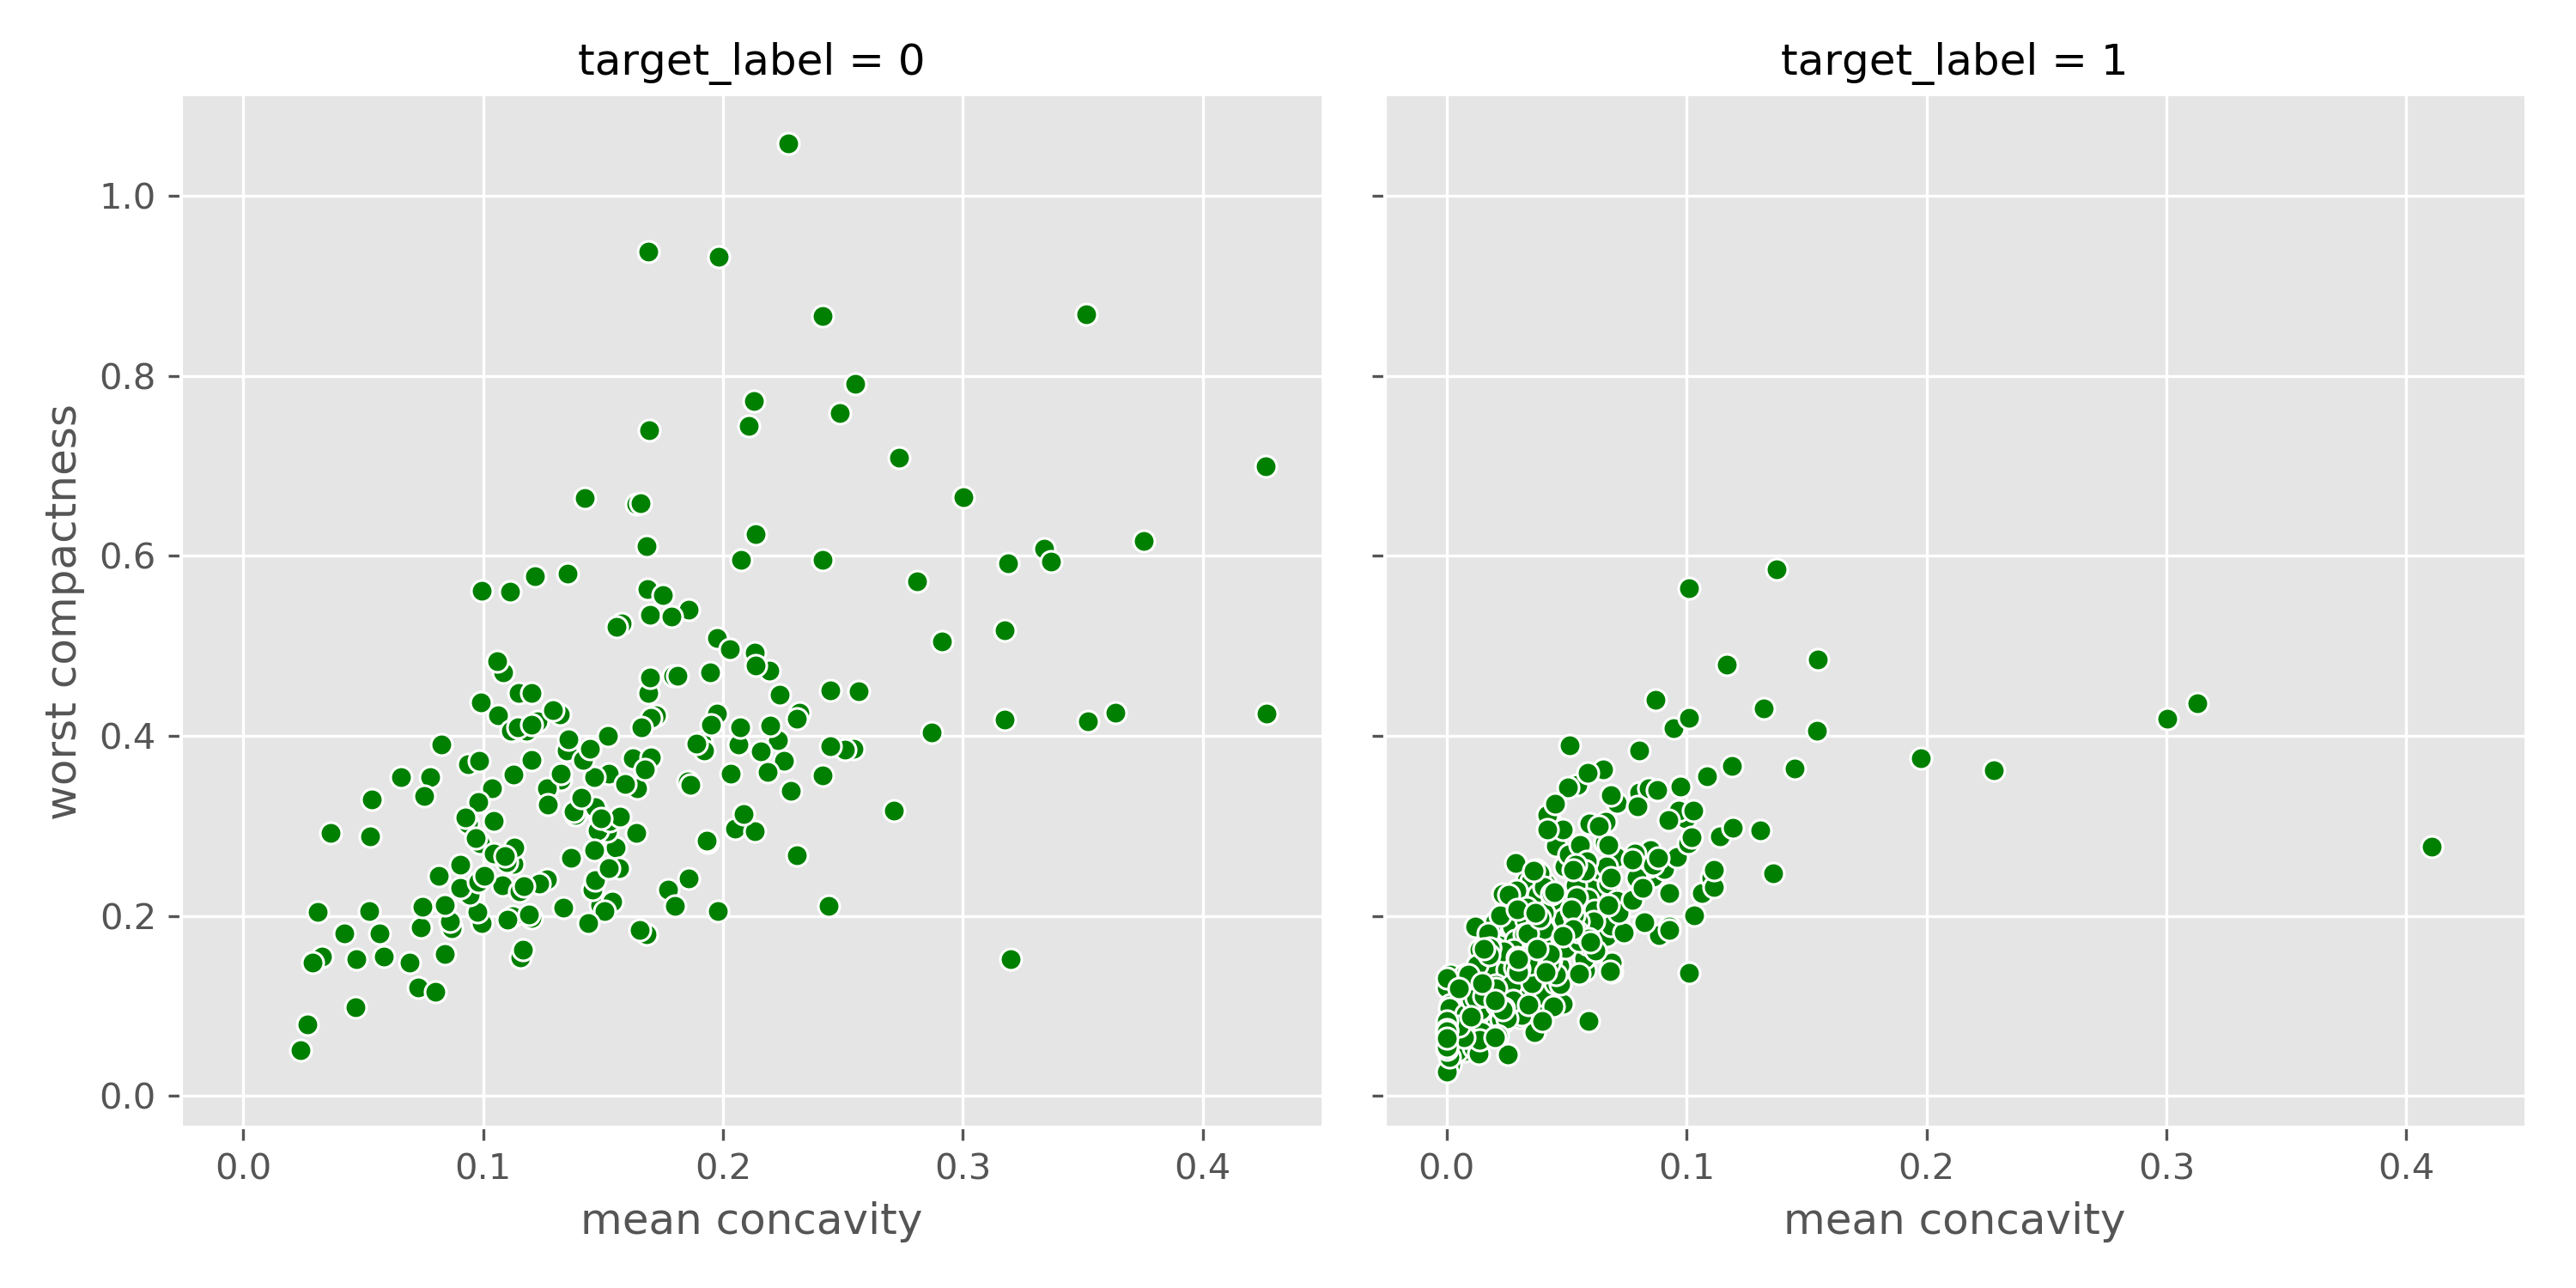 target_label = 0
target_label = 1
worst compactness
1.0
0.8
0.6
0.4
0.2
0.0
0.0 0.1 0.2 0.3 0.4
0.0 0.1 0.2 0.3 0.4
mean concavity
mean concavity